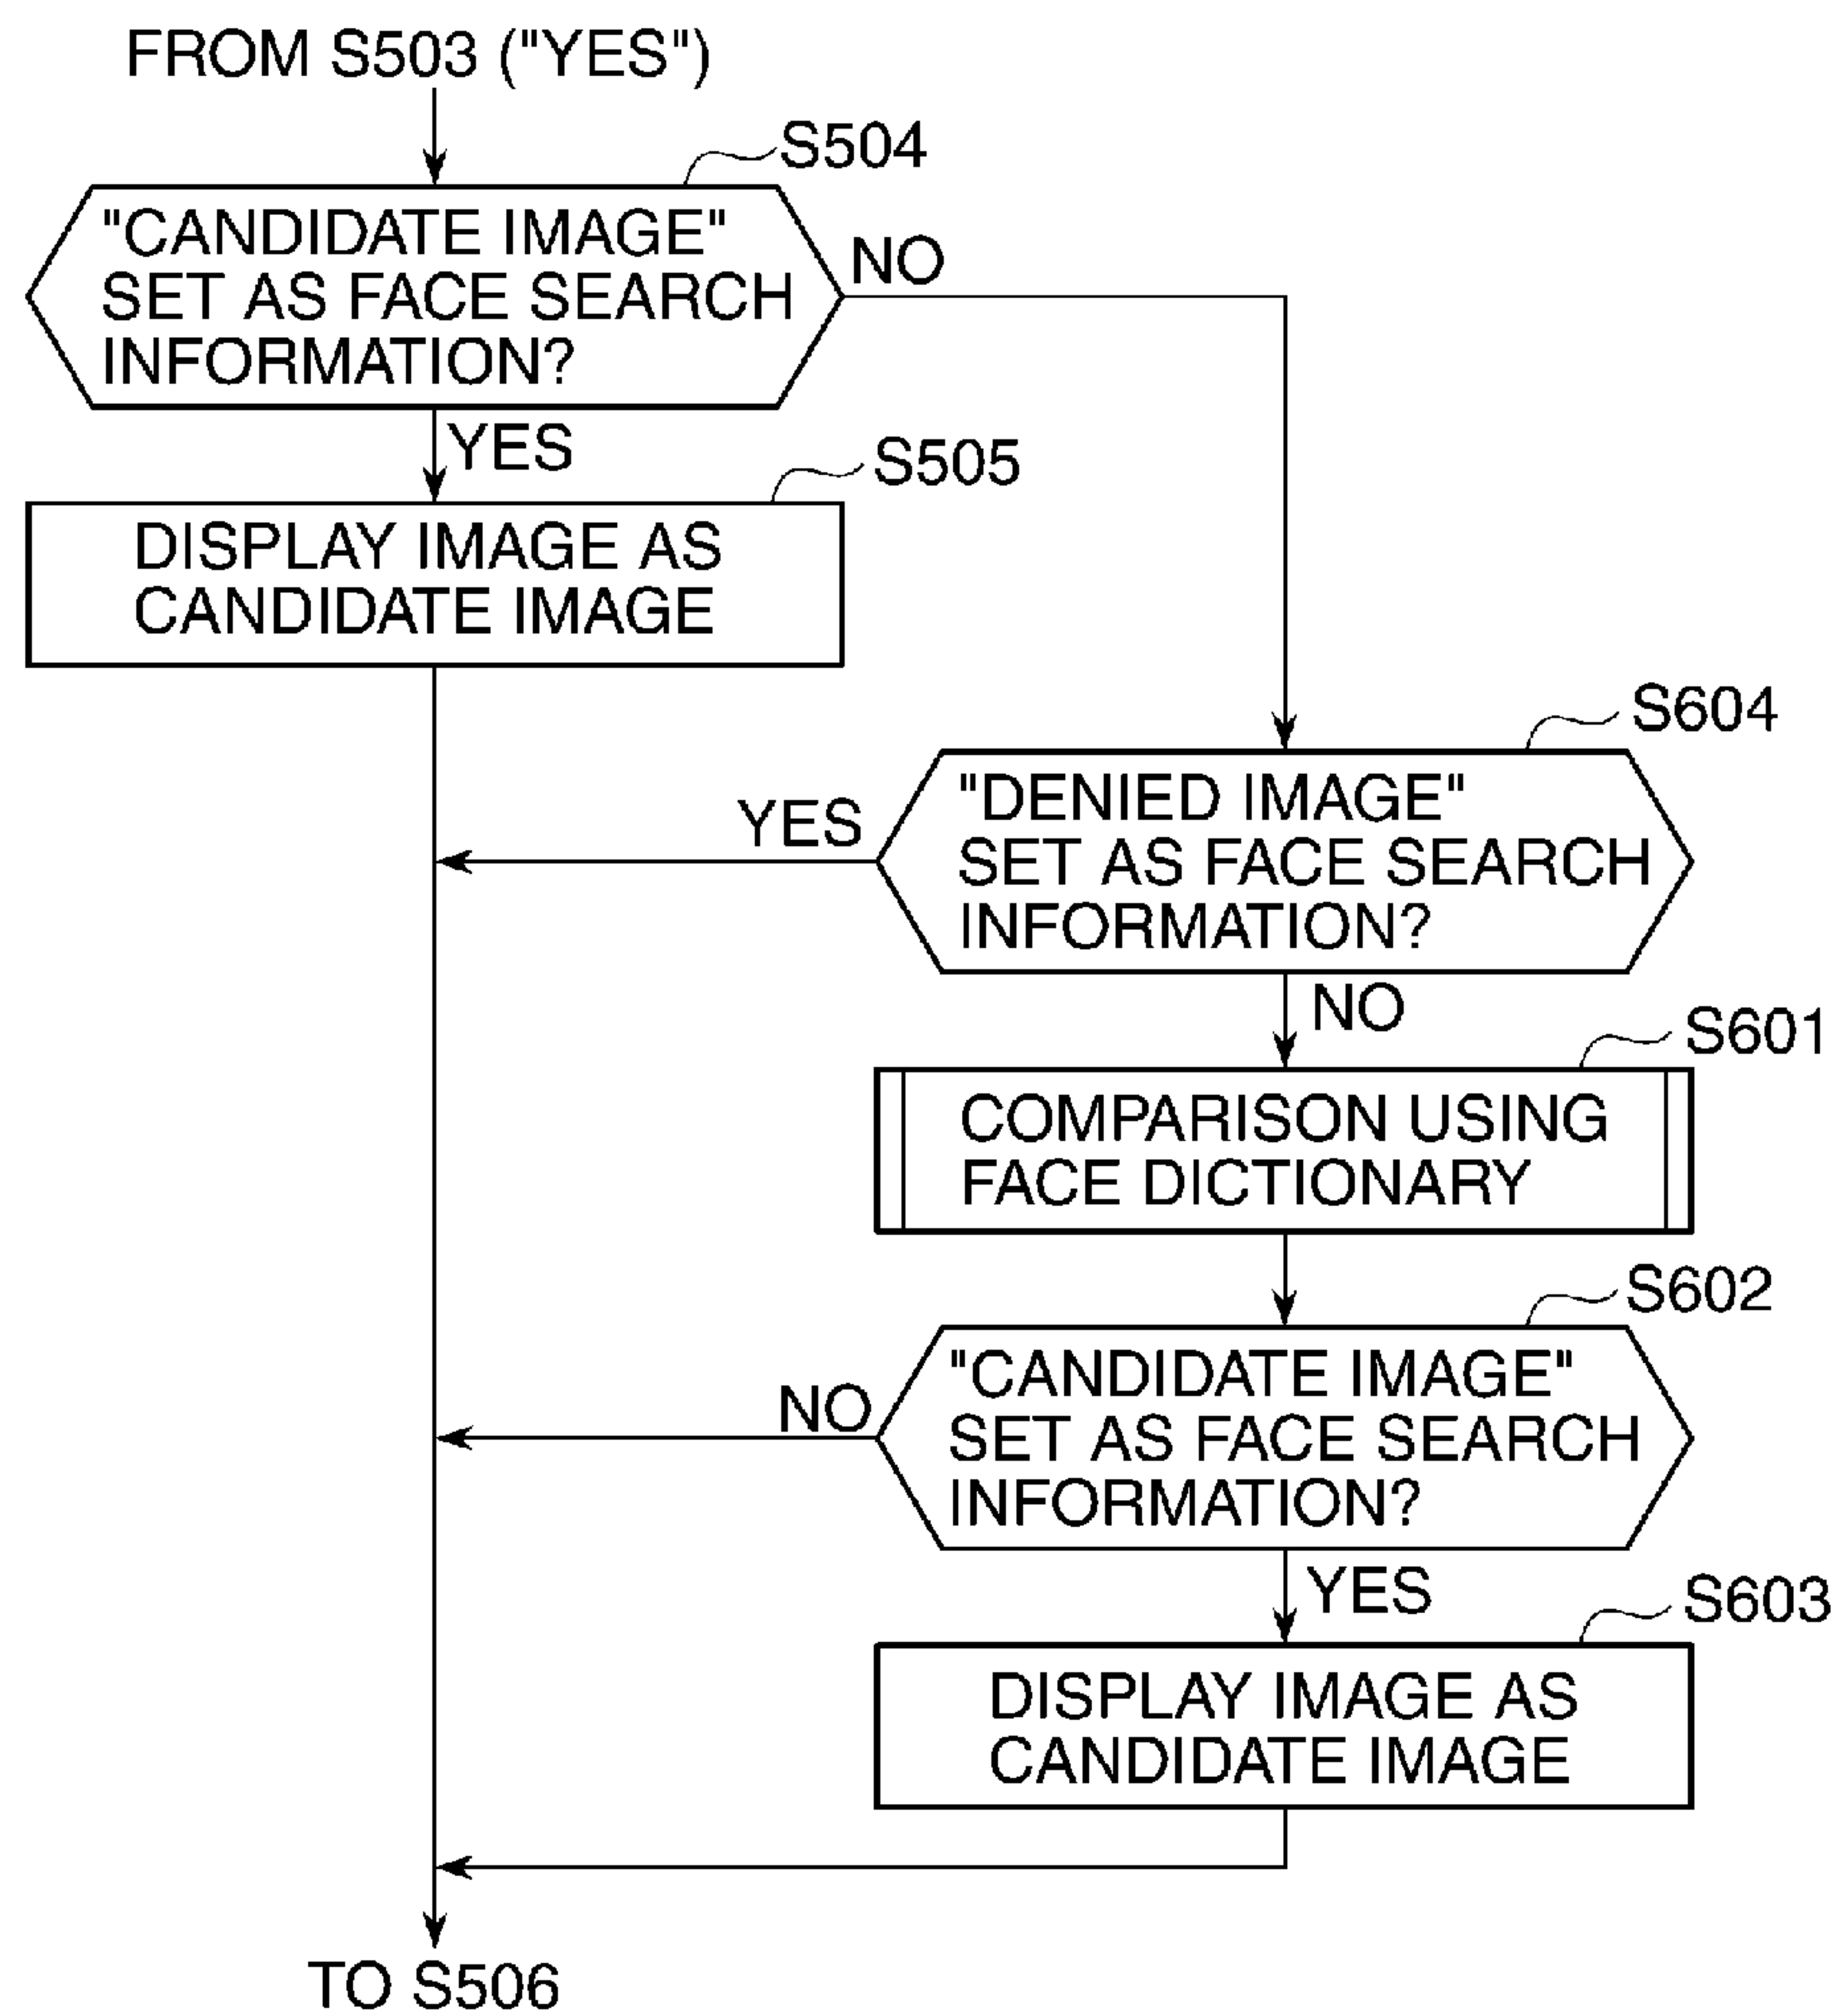 FROM S503 ("YES")
S504
"CANDIDATE IMAGE"
SET AS FACE SEARCH
INFORMATION?
NO
YES
S505
DISPLAY IMAGE AS
CANDIDATE IMAGE
S604
"DENIED IMAGE"
SET AS FACE SEARCH
INFORMATION?
YES
NO
S601
COMPARISON USING
FACE DICTIONARY
S602
"CANDIDATE IMAGE"
SET AS FACE SEARCH
INFORMATION?
NO
YES
S603
DISPLAY IMAGE AS
CANDIDATE IMAGE
TO S506